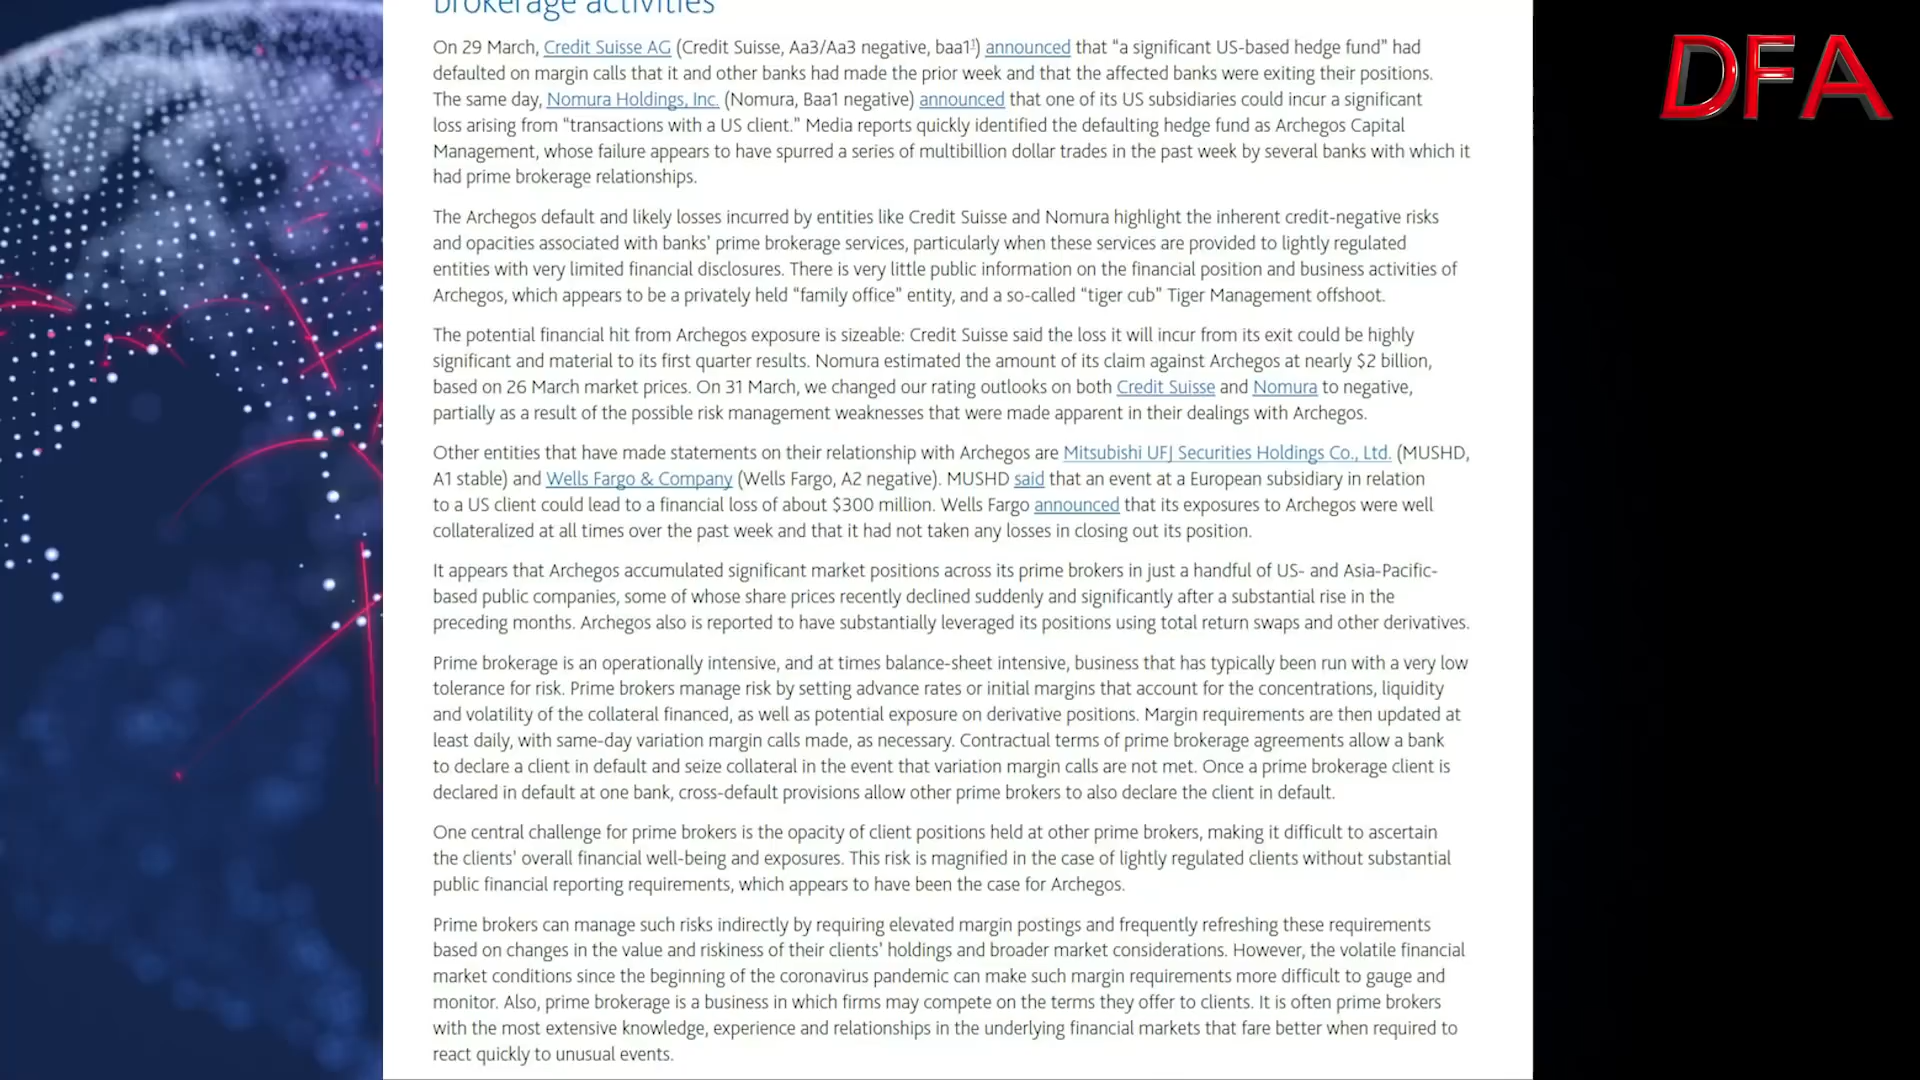 brokerage activities
DFA
On 29 March, Credit Suisse AG (Credit Suisse, Aa3/Aa3 negative, baa1¹) announced that “a significant US-based hedge fund” had
defaulted on margin calls that it and other banks had made the prior week and that the affected banks were exiting their positions.
The same day, Nomura Holdings, Inc. (Nomura, Baa1 negative) announced that one of its US subsidiaries could incur a significant
loss arising from “transactions with a US client.” Media reports quickly identified the defaulting hedge fund as Archegos Capital
Management, whose failure appears to have spurred a series of multibillion dollar trades in the past week by several banks with which it
had prime brokerage relationships.
The Archegos default and likely losses incurred by entities like Credit Suisse and Nomura highlight the inherent credit-negative risks
and opacities associated with banks’ prime brokerage services, particularly when these services are provided to lightly regulated
entities with very limited financial disclosures. There is very little public information on the financial position and business activities of
Archegos, which appears to be a privately held “family office” entity, and a so-called “tiger cub” Tiger Management offshoot.
The potential financial hit from Archegos exposure is sizeable: Credit Suisse said the loss it will incur from its exit could be highly
significant and material to its first quarter results. Nomura estimated the amount of its claim against Archegos at nearly $2 billion,
based on 26 March market prices. On 31 March, we changed our rating outlooks on both Credit Suisse and Nomura to negative,
partially as a result of the possible risk management weaknesses that were made apparent in their dealings with Archegos.
Other entities that have made statements on their relationship with Archegos are Mitsubishi UFJ Securities Holdings Co., Ltd. (MUSHD,
A1 stable) and Wells Fargo & Company (Wells Fargo, A2 negative). MUSHD said that an event at a European subsidiary in relation
to a US client could lead to a financial loss of about $300 million. Wells Fargo announced that its exposures to Archegos were well
collateralized at all times over the past week and that it had not taken any losses in closing out its position.
It appears that Archegos accumulated significant market positions across its prime brokers in just a handful of US- and Asia-Pacific-
based public companies, some of whose share prices recently declined suddenly and significantly after a substantial rise in the
preceding months. Archegos also is reported to have substantially leveraged its positions using total return swaps and other derivatives.
Prime brokerage is an operationally intensive, and at times balance-sheet intensive, business that has typically been run with a very low
tolerance for risk. Prime brokers manage risk by setting advance rates or initial margins that account for the concentrations, liquidity
and volatility of the collateral financed, as well as potential exposure on derivative positions. Margin requirements are then updated at
least daily, with same-day variation margin calls made, as necessary. Contractual terms of prime brokerage agreements allow a bank
to declare a client in default and seize collateral in the event that variation margin calls are not met. Once a prime brokerage client is
declared in default at one bank, cross-default provisions allow other prime brokers to also declare the client in default.
One central challenge for prime brokers is the opacity of client positions held at other prime brokers, making it difficult to ascertain
the clients’ overall financial well-being and exposures. This risk is magnified in the case of lightly regulated clients without substantial
public financial reporting requirements, which appears to have been the case for Archegos.
Prime brokers can manage such risks indirectly by requiring elevated margin postings and frequently refreshing these requirements
based on changes in the value and riskiness of their clients’ holdings and broader market considerations. However, the volatile financial
market conditions since the beginning of the coronavirus pandemic can make such margin requirements more difficult to gauge and
monitor. Also, prime brokerage is a business in which firms may compete on the terms they offer to clients. It is often prime brokers
with the most extensive knowledge, experience and relationships in the underlying financial markets that fare better when required to
react quickly to unusual events.